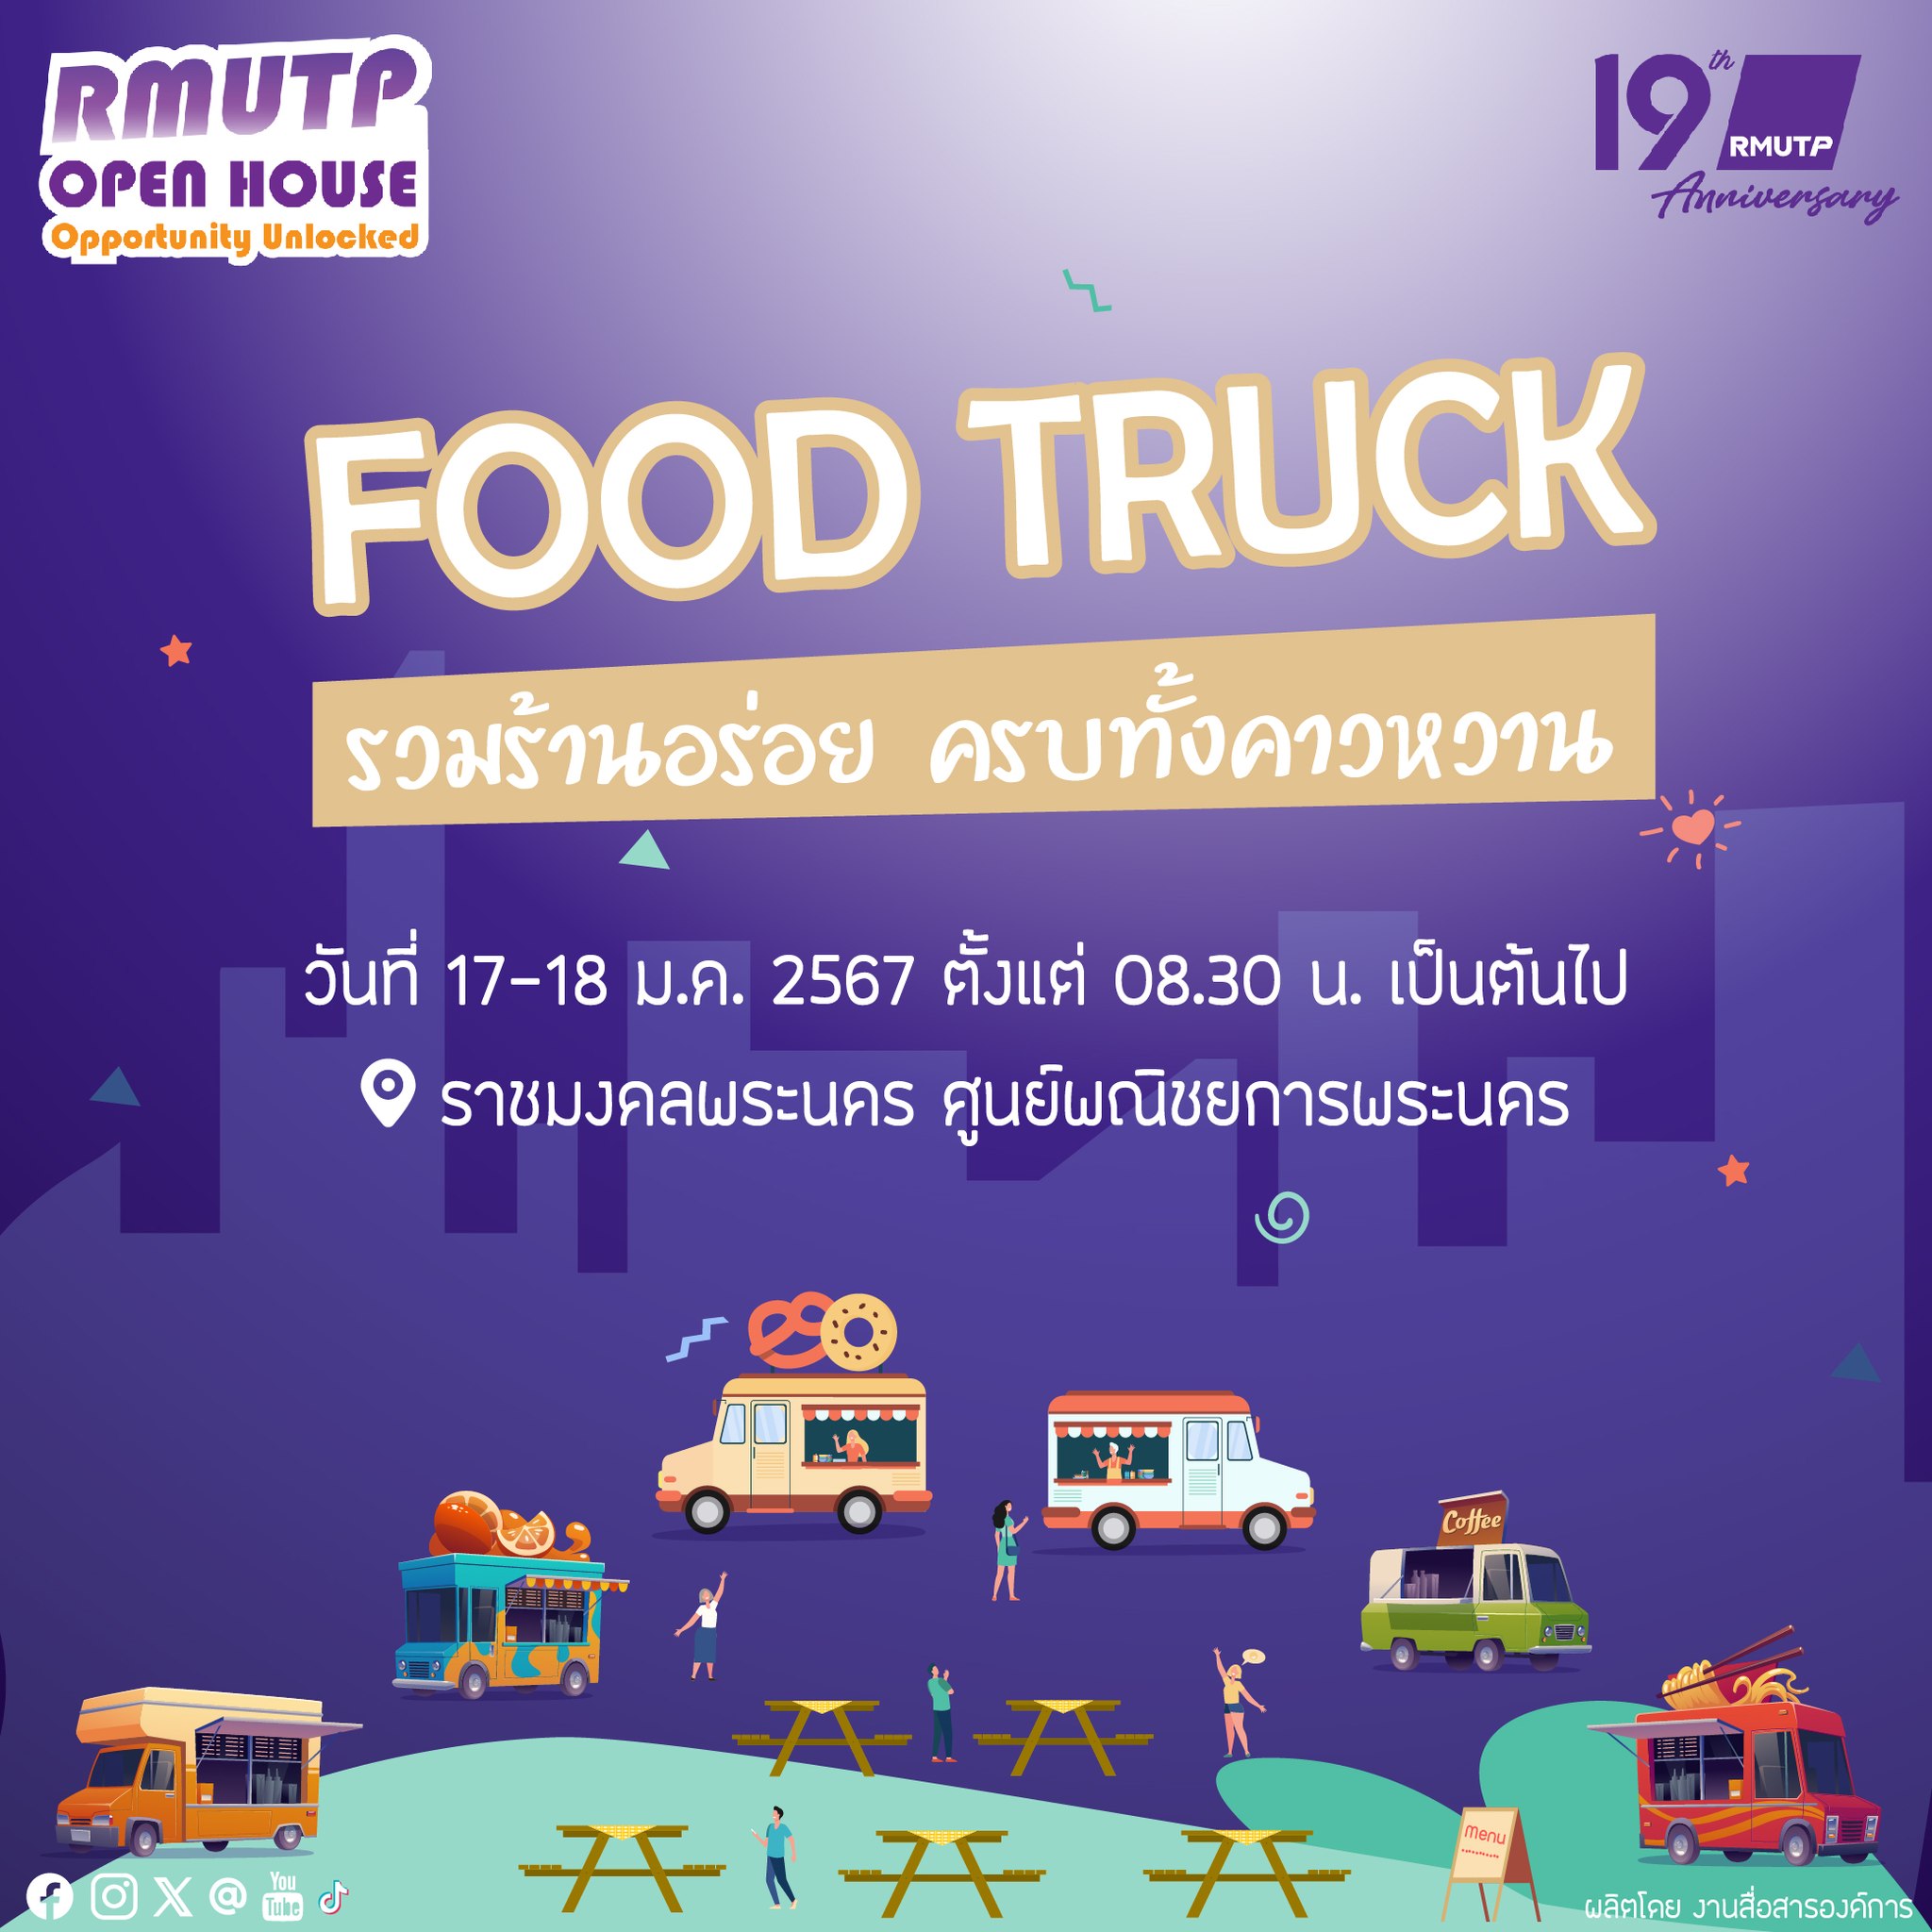 RMUTP
OPEN HOUSE
Opportunity Unlocked
19th RMUTP
Anniversary
FOOD TRUCK
รวมร้านอร่อย ครบทั้งคาวหวาน
วันที่ 17-18 ม.ค. 2567 ตั้งแต่ 08.30 น. เป็นต้นไป
ราชมงคลพระนคร ศูนย์พณิชยการพระนคร
Coffee
Menu
You
Tube
ผลิตโดย งานสื่อสารองค์การ